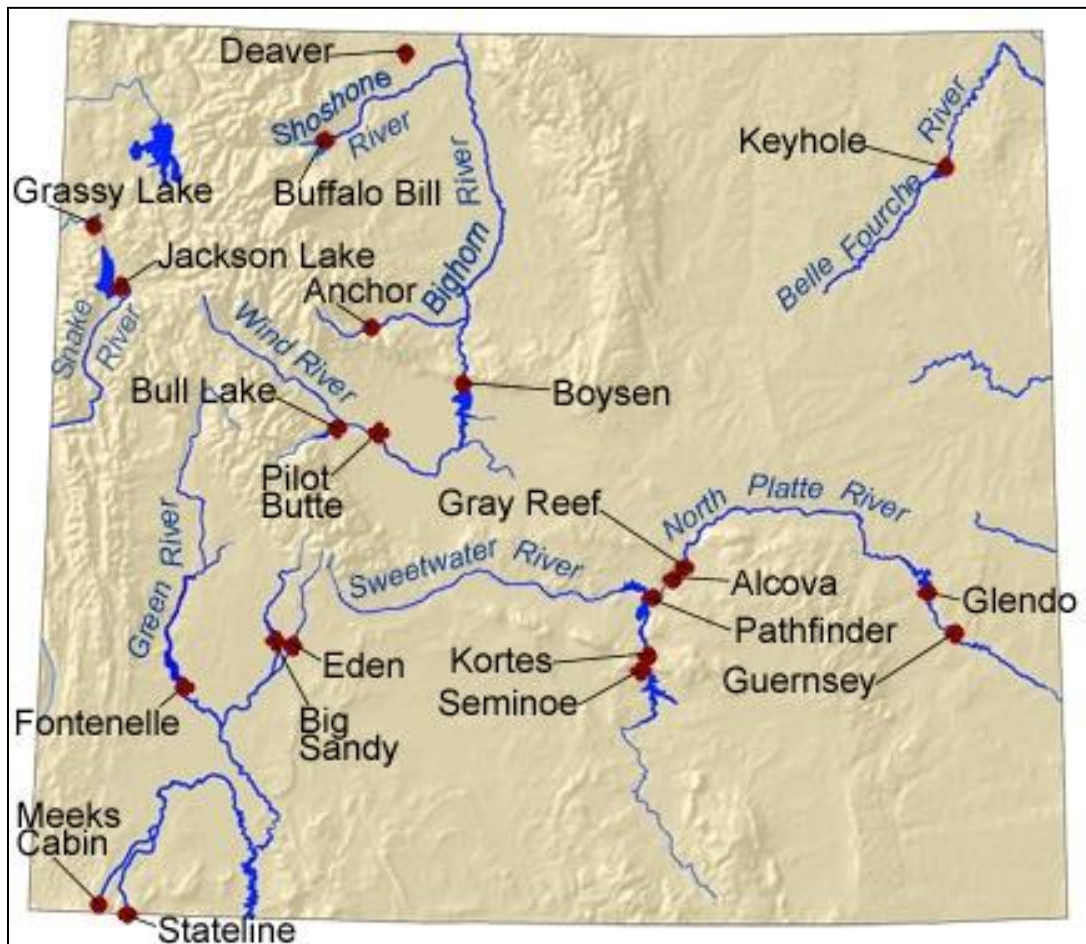 Deaver
Shoshone
River
Buffalo Bill
Bighorn River
Keyhole
Belle Fourche River
Grassy Lake
Jackson Lake
Anchor
Snake
River
Wind River
Bull Lake
Boysen
Pilot
Butte
Gray Reef
North Platte River
Green River
Sweetwater River
Alcova
Glendo
Pathfinder
Eden
Kortes
Guernsey
Seminoe
Fontenelle
Big
Sandy
Meeks
Cabin
Stateline